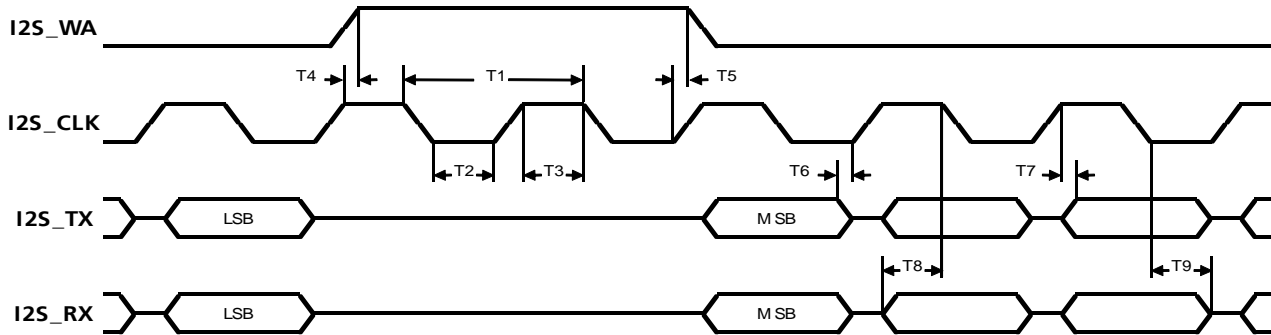 I2S_WA
T4
T1
T5
I2S_CLK
T2
T3
T6
T7
I2S_TX
LSB
MSB
T8
T9
I2S_RX
LSB
MSB